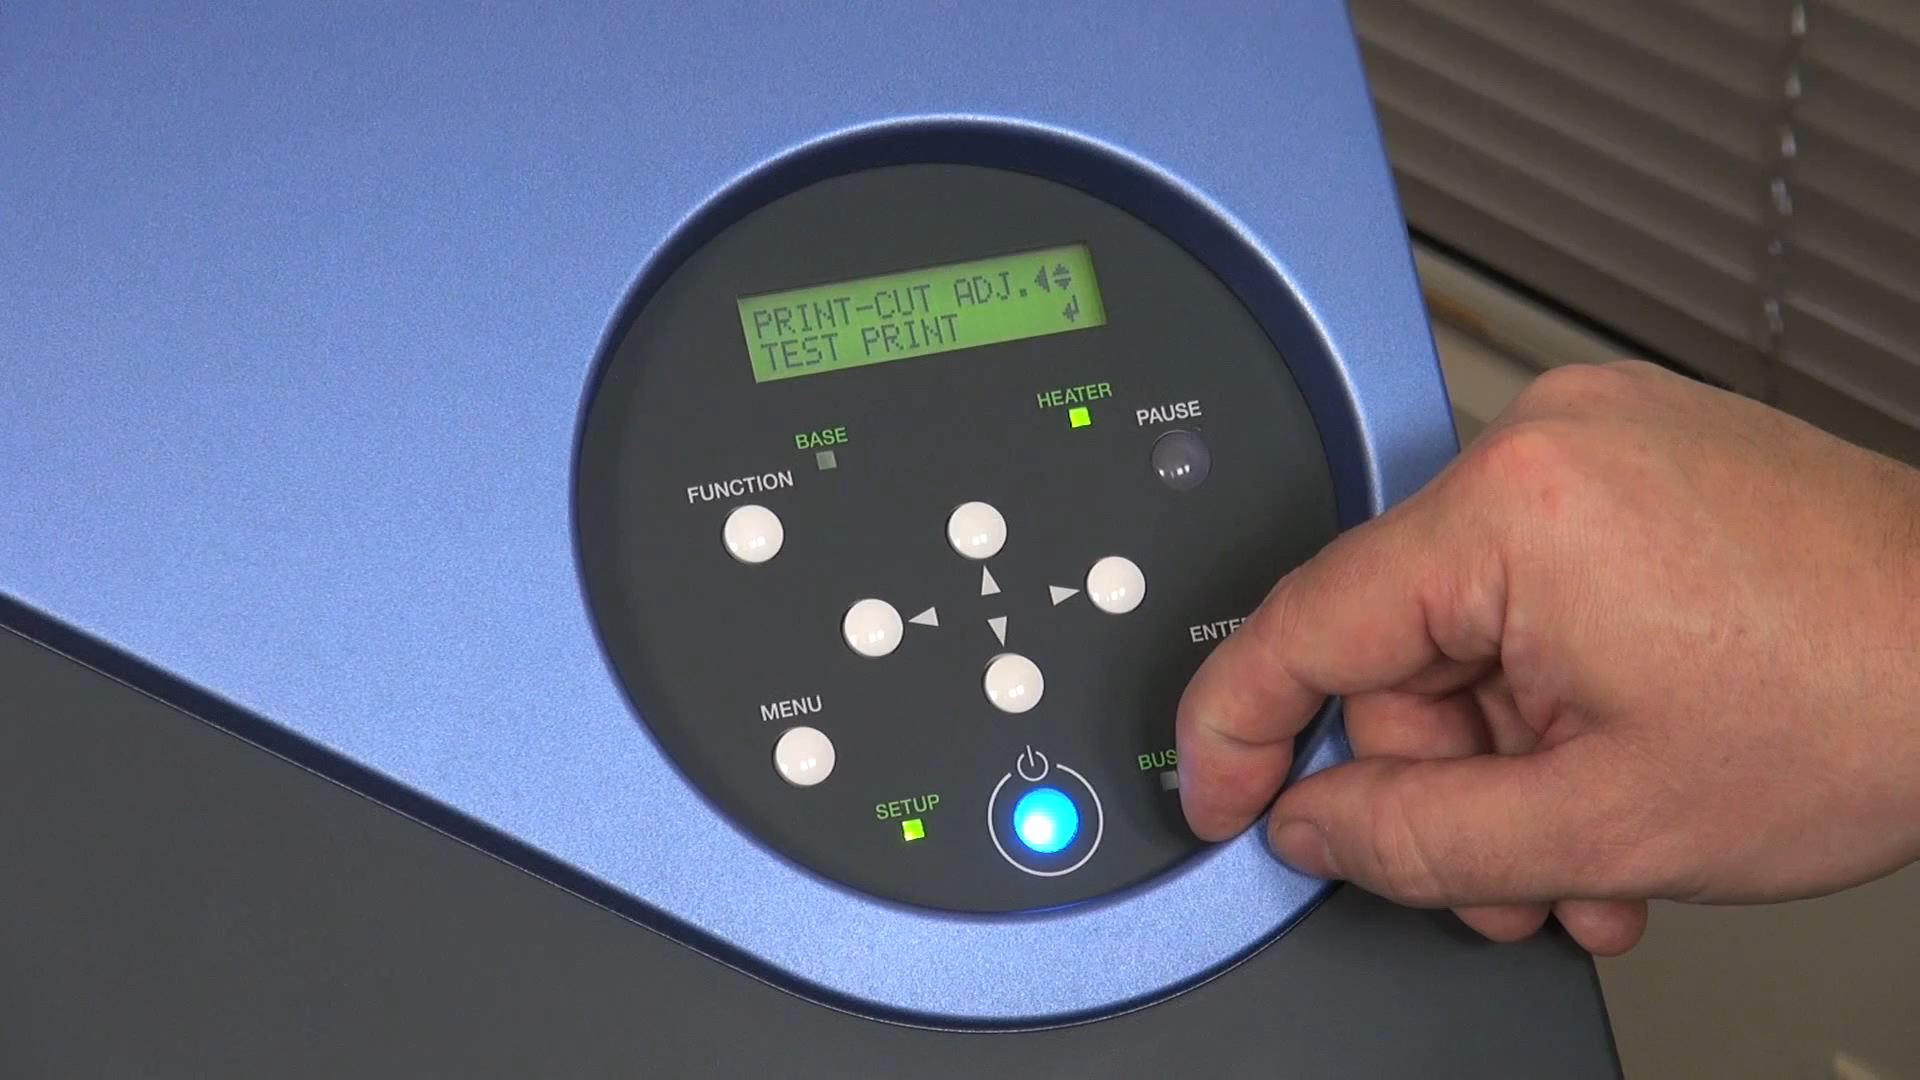 PRINT-CUT ADJ.
TEST PRINT
HEATER
PAUSE
BASE
FUNCTION
MENU
SETUP